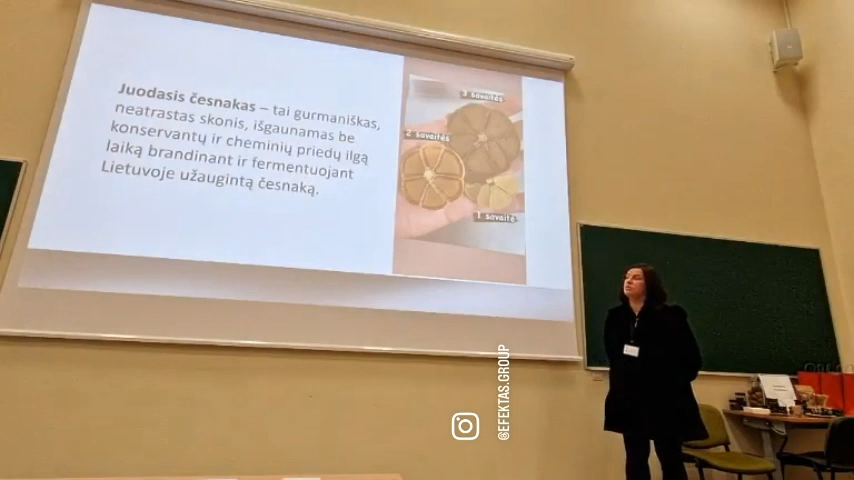 Juodasis česnakas – tai gurmaniškas,
neatrastas skonis, išgaunamas be
konservantų ir cheminių priedų ilgą
laiką brandinant ir fermentuojant
Lietuvoje užaugintą česnaką.
3 savaitės
2 savaitės
1 savaitė
@EFEKTAS.GROUP